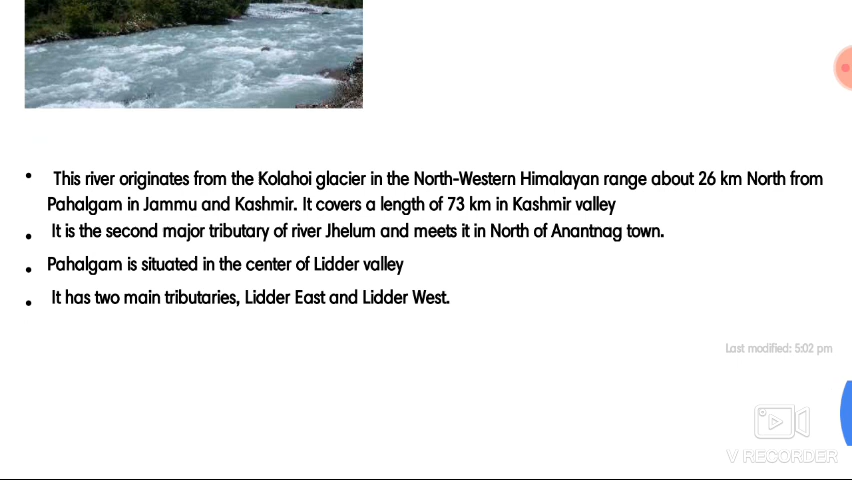 • This river originates from the Kolahoi glacier in the North-Western Himalayan range about 26 km North from
Pahalgam in Jammu and Kashmir. It covers a length of 73 km in Kashmir valley
• It is the second major tributary of river Jhelum and meets it in North of Anantnag town.
• Pahalgam is situated in the center of Lidder valley
• It has two main tributaries, Lidder East and Lidder West.
Last modified: 5:02 pm
V RECORDER